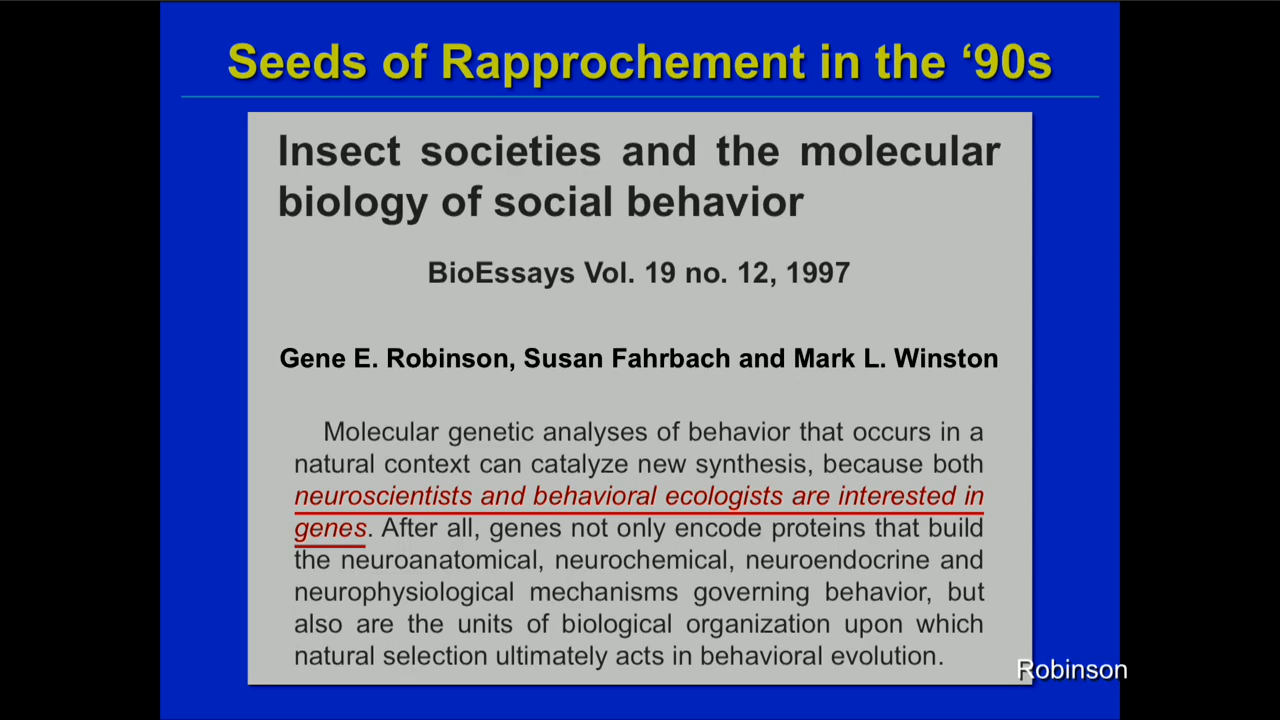 Seeds of Rapprochement in the ‘90s
Insect societies and the molecular
biology of social behavior
BioEssays Vol. 19 no. 12, 1997
Gene E. Robinson, Susan Fahrbach and Mark L. Winston
Molecular genetic analyses of behavior that occurs in a
natural context can catalyze new synthesis, because both
neuroscientists and behavioral ecologists are interested in
genes. After all, genes not only encode proteins that build
the neuroanatomical, neurochemical, neuroendocrine and
neurophysiological mechanisms governing behavior, but
also are the units of biological organization upon which
natural selection ultimately acts in behavioral evolution.
Robinson